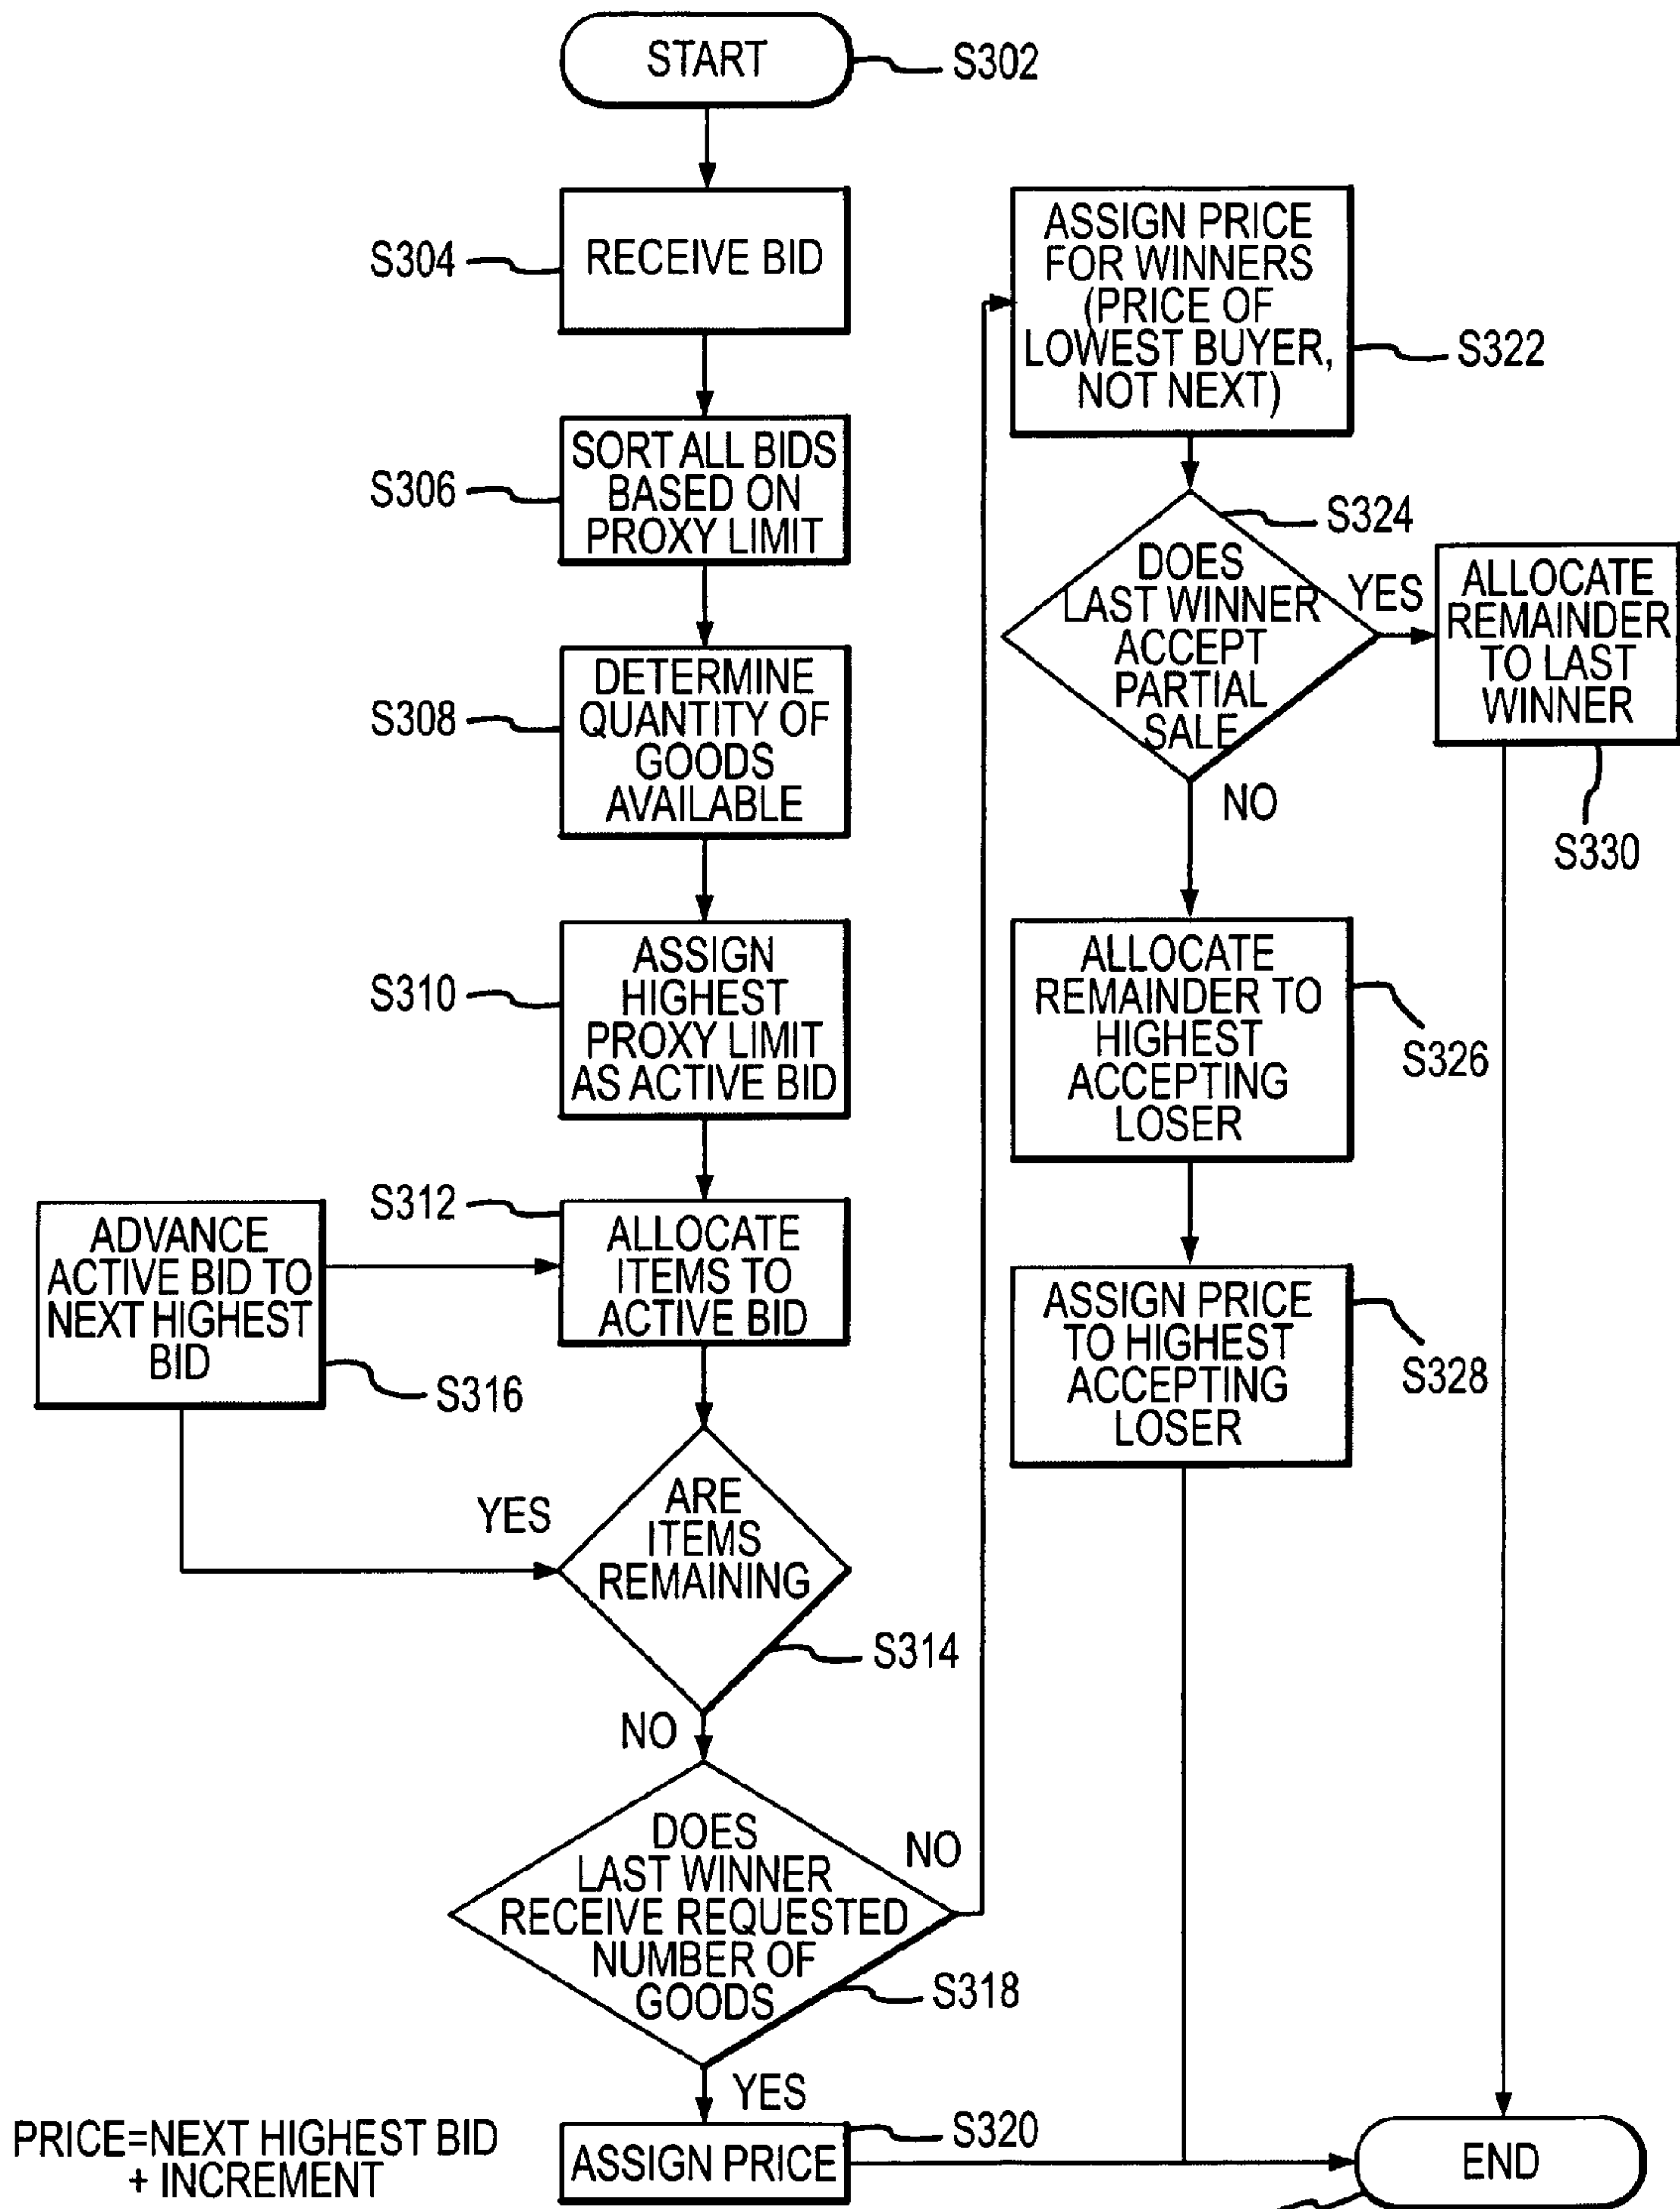 START
S302
S304
RECEIVE BID
S306
SORT ALL BIDS
BASED ON
PROXY LIMIT
S308
DETERMINE
QUANTITY OF
GOODS
AVAILABLE
S310
ASSIGN
HIGHEST
PROXY LIMIT
AS ACTIVE BID
S312
ALLOCATE
ITEMS TO
ACTIVE BID
ADVANCE
ACTIVE BID TO
NEXT HIGHEST
BID
S316
YES
ARE
ITEMS
REMAINING
S314
NO
DOES
LAST WINNER
RECEIVE REQUESTED
NUMBER OF
GOODS
NO
S318
YES
PRICE=NEXT HIGHEST BID
+ INCREMENT
ASSIGN PRICE
S320
ASSIGN PRICE
FOR WINNERS
(PRICE OF
LOWEST BUYER,
NOT NEXT)
S322
S324
DOES
LAST WINNER
ACCEPT
PARTIAL
SALE
YES
NO
ALLOCATE
REMAINDER
TO LAST
WINNER
S330
ALLOCATE
REMAINDER TO
HIGHEST
ACCEPTING
LOSER
S326
ASSIGN PRICE
TO HIGHEST
ACCEPTING
LOSER
S328
END